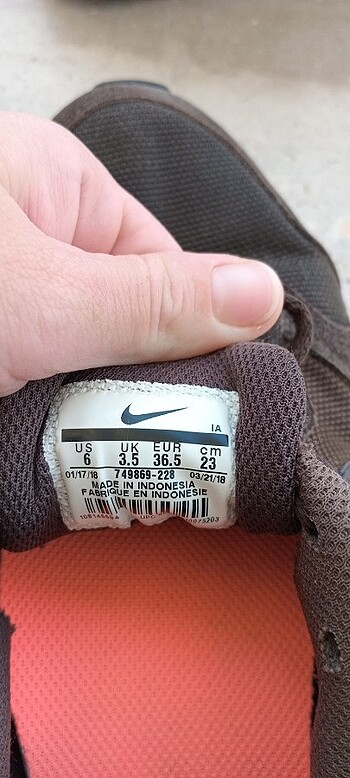 IA
US UK EUR cm
6 3.5 36.5 23
01/17/18 749869-228 03/21/18
MADE IN INDONESIA
FABRIQUE EN INDONESIE
UPC